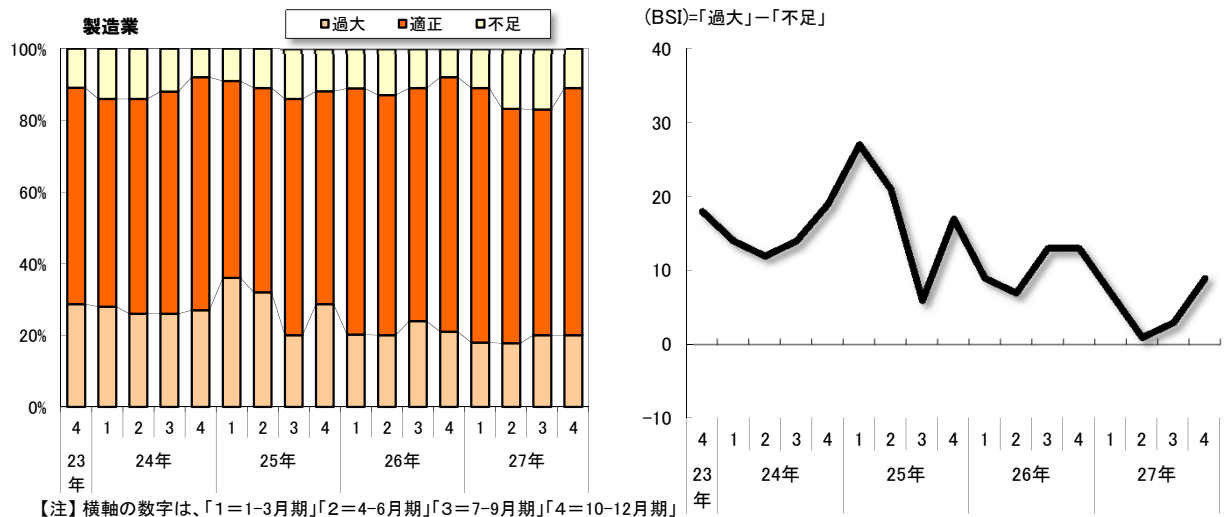 製造業
過大 適正 不足
100%
80%
60%
40%
20%
0%
4 1 2 3 4 1 2 3 4 1 2 3 4 1 2 3 4
23年 24年 25年 26年 27年
(BSI)=「過大」－「不足」
40
30
20
10
0
−10
4 1 2 3 4 1 2 3 4 1 2 3 4 1 2 3 4
23年 24年 25年 26年 27年
【注】 横軸の数字は、「1＝1-3月期」「2＝4-6月期」「3＝7-9月期」「4＝10-12月期」